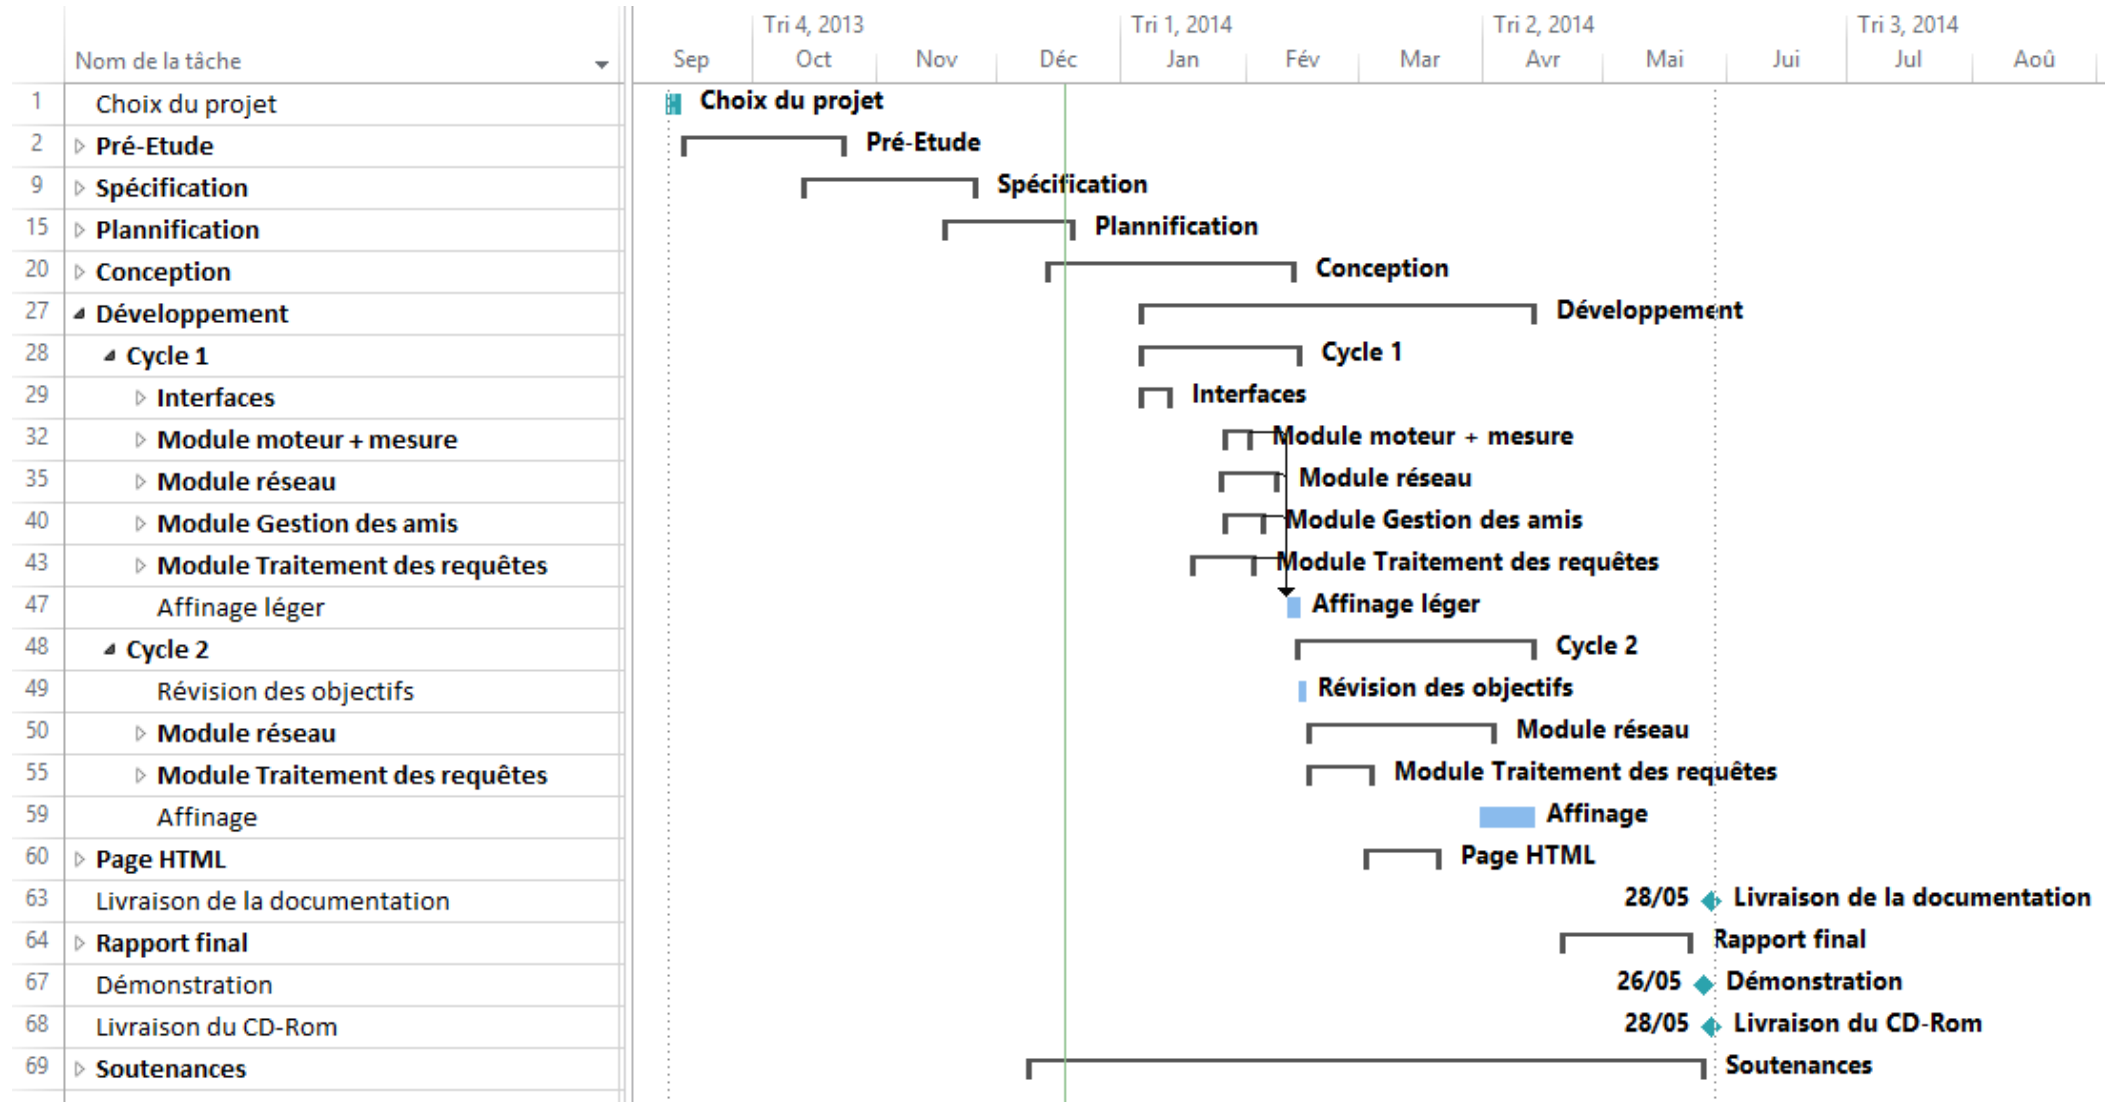 Tri 4, 2013 Tri 1, 2014 Tri 2, 2014 Tri 3, 2014
Nom de la tâche Sep Oct Nov Déc Jan Fév Mar Avr Mai Jui Jul Aoû
1 Choix du projet Choix du projet
2 Pré-Etude Pré-Etude
9 Spécification Spécification
15 Plannification Plannification
20 Conception Conception
27 Développement Développement
28 Cycle 1 Cycle 1
29 Interfaces Interfaces
32 Module moteur + mesure Module moteur + mesure
35 Module réseau Module réseau
40 Module Gestion des amis Module Gestion des amis
43 Module Traitement des requêtes Module Traitement des requêtes
47 Affinage léger Affinage léger
48 Cycle 2 Cycle 2
49 Révision des objectifs Révision des objectifs
50 Module réseau Module réseau
55 Module Traitement des requêtes Module Traitement des requêtes
59 Affinage Affinage
60 Page HTML Page HTML
63 Livraison de la documentation 28/05 Livraison de la documentation
64 Rapport final Rapport final
67 Démonstration 26/05 Démonstration
68 Livraison du CD-Rom 28/05 Livraison du CD-Rom
69 Soutenances Soutenances